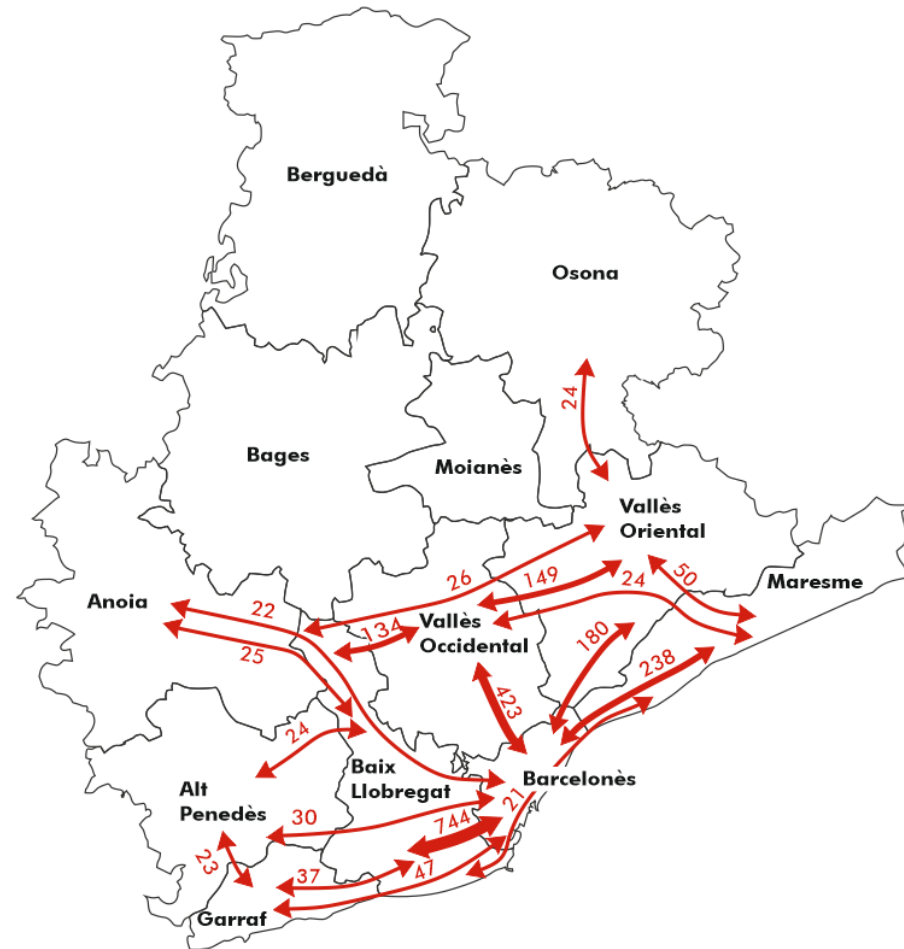 Berguedà
Osona
24
Bages
Moianès
Vallès
Oriental
26
149
24
50
Maresme
Anoia
22
134
Vallès
Occidental
180
25
238
423
24
Baix
Llobregat
Barcelonès
Alt
Penedès
21
30
744
23
37
47
Garraf